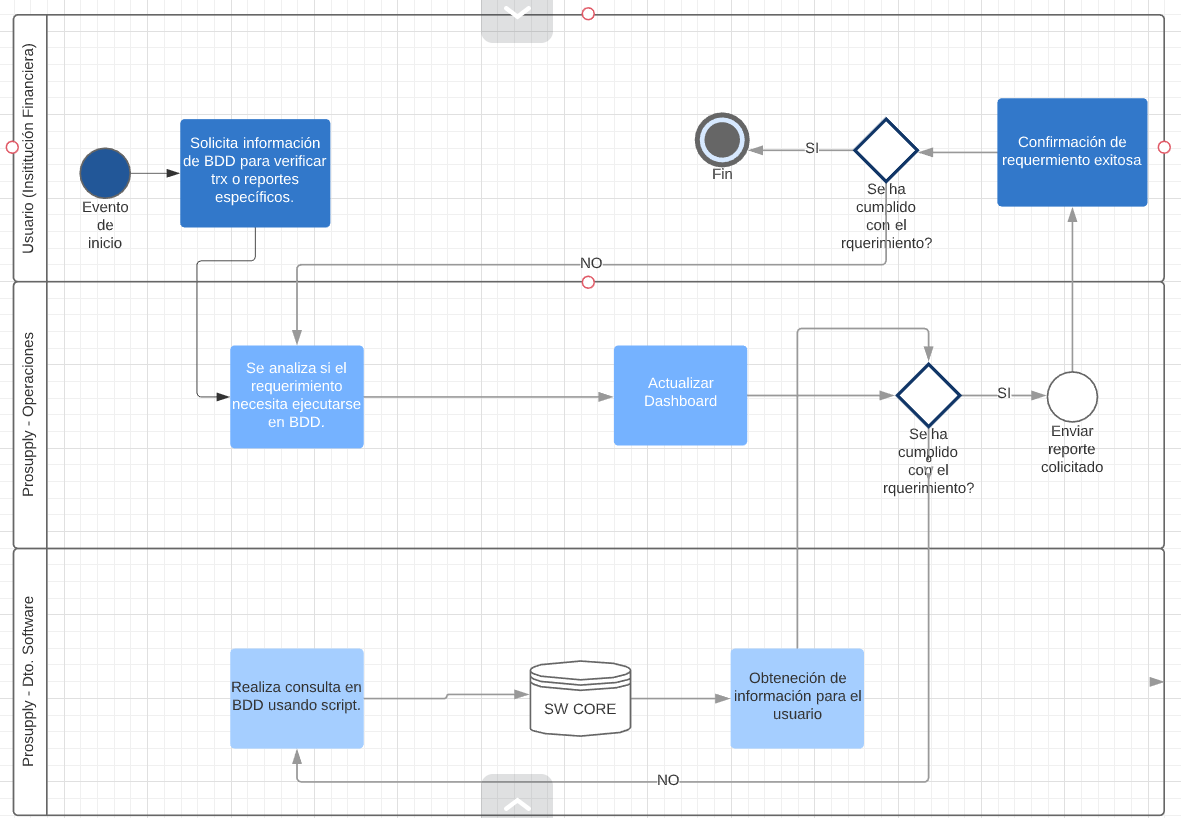 Usuario (Insititución Financiera)
Evento
de
inicio
Solicita información
de BDD para verificar
trx o reportes
específicos.
Fin
SI
Se ha
cumplido
con el
rquerimiento?
Confirmación de
requermiento exitosa
NO
Prosupply - Operaciones
Se analiza si el
requerimiento
necesita ejecutarse
en BDD.
Actualizar
Dashboard
Se ha
cumplido
con el
rquerimiento?
SI
Enviar
reporte
colicitado
Prosupply - Dto. Software
Realiza consulta en
BDD usando script.
SW CORE
Obteneción de
información para el
usuario
NO